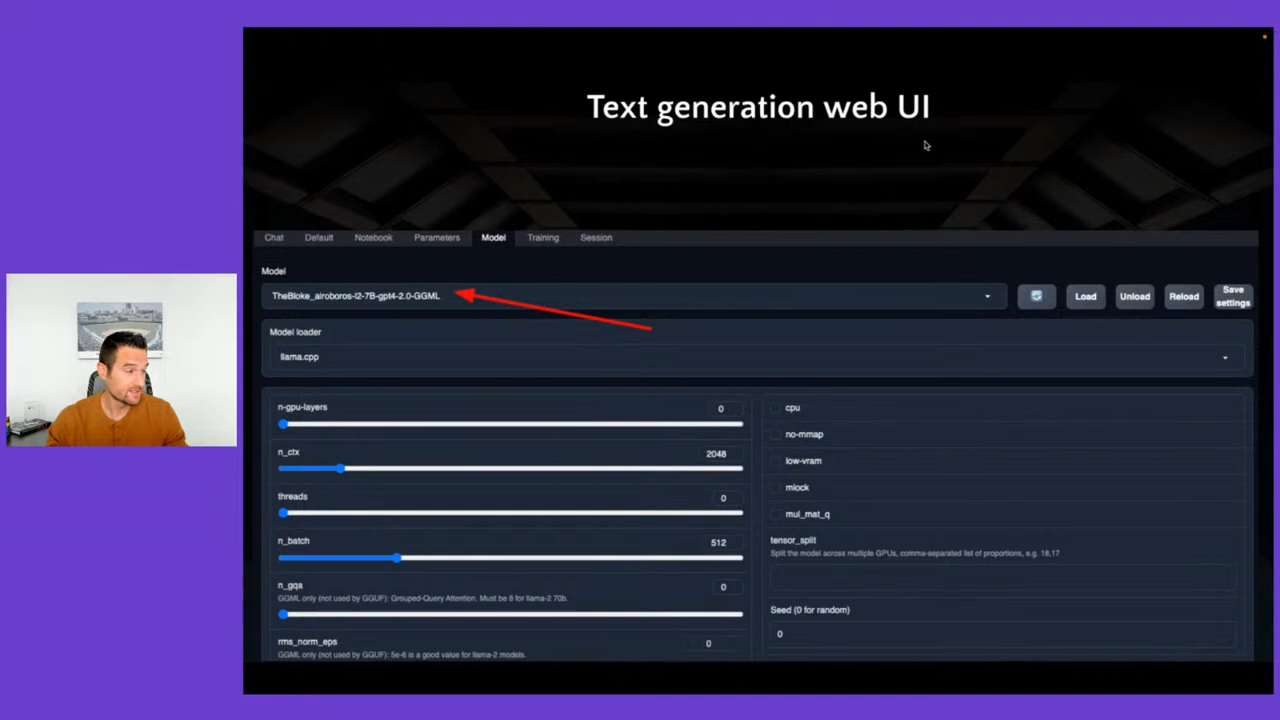 Text generation web UI
Chat Default Notebook Parameters Model Training Session
Model
TheBloke_airoboros-l2-7B-gpt4-2.0-GGML
Load Unload Reload Save settings
Model loader
llama.cpp
n-gpu-layers 0
cpu
n_ctx 2048
no-mmap
low-vram
threads 0
mlock
mul_mat_q
n_batch 512
tensor_split
Split the model across multiple GPUs, comma-separated list of proportions, e.g. 18,17
n_gqa 0
GGML only (not used by GGUF): Grouped-Query Attention. Must be 8 for llama-2 70b.
Seed (0 for random)
0
rms_norm_eps 0
GGML only (not used by GGUF): 5e-6 is a good value for llama-2 models.